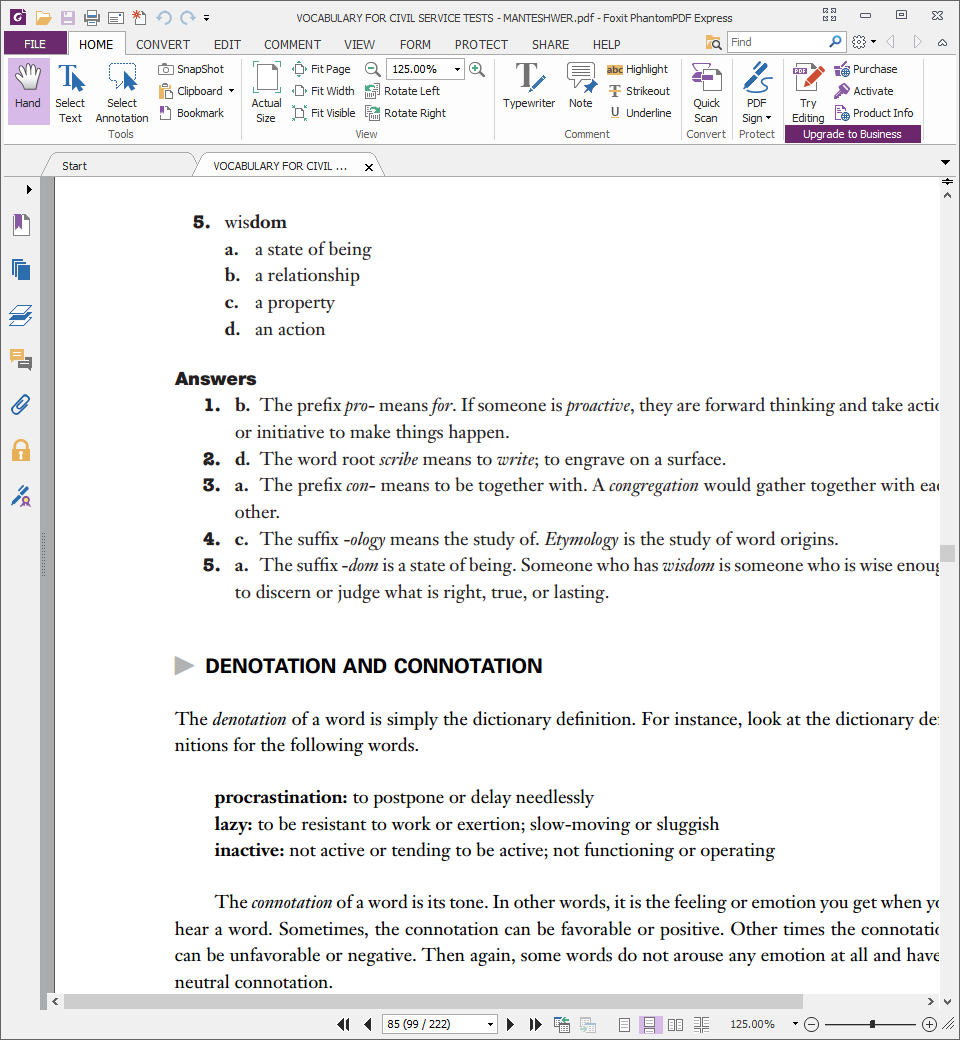 VOCABULARY FOR CIVIL SERVICE TESTS - MANTESHWER.pdf - Foxit PhantomPDF Express
FILE HOME CONVERT EDIT COMMENT VIEW FORM PROTECT SHARE HELP Find
Hand
Select Text
Select Annotation
SnapShot
Clipboard
Bookmark
Tools
Actual Size
Fit Page
Fit Width
Fit Visible
125.00%
Rotate Left
Rotate Right
View
Typewriter
Note
abc Highlight
T Strikeout
U Underline
Comment
Quick Scan
Convert
PDF Sign
Protect
PDF
Try Editing
Purchase
Activate
Product Info
Upgrade to Business
Start
VOCABULARY FOR CIVIL ...
5. wisdom
a. a state of being
b. a relationship
c. a property
d. an action
Answers
1. b. The prefix pro- means for. If someone is proactive, they are forward thinking and take actio
or initiative to make things happen.
2. d. The word root scribe means to write; to engrave on a surface.
3. a. The prefix con- means to be together with. A congregation would gather together with eac
other.
4. c. The suffix -ology means the study of. Etymology is the study of word origins.
5. a. The suffix -dom is a state of being. Someone who has wisdom is someone who is wise enoug
to discern or judge what is right, true, or lasting.
DENOTATION AND CONNOTATION
The denotation of a word is simply the dictionary definition. For instance, look at the dictionary defi
nitions for the following words.
procrastination: to postpone or delay needlessly
lazy: to be resistant to work or exertion; slow-moving or sluggish
inactive: not active or tending to be active; not functioning or operating
The connotation of a word is its tone. In other words, it is the feeling or emotion you get when yo
hear a word. Sometimes, the connotation can be favorable or positive. Other times the connotatio
can be unfavorable or negative. Then again, some words do not arouse any emotion at all and have
neutral connotation.
85 (99 / 222)
125.00%